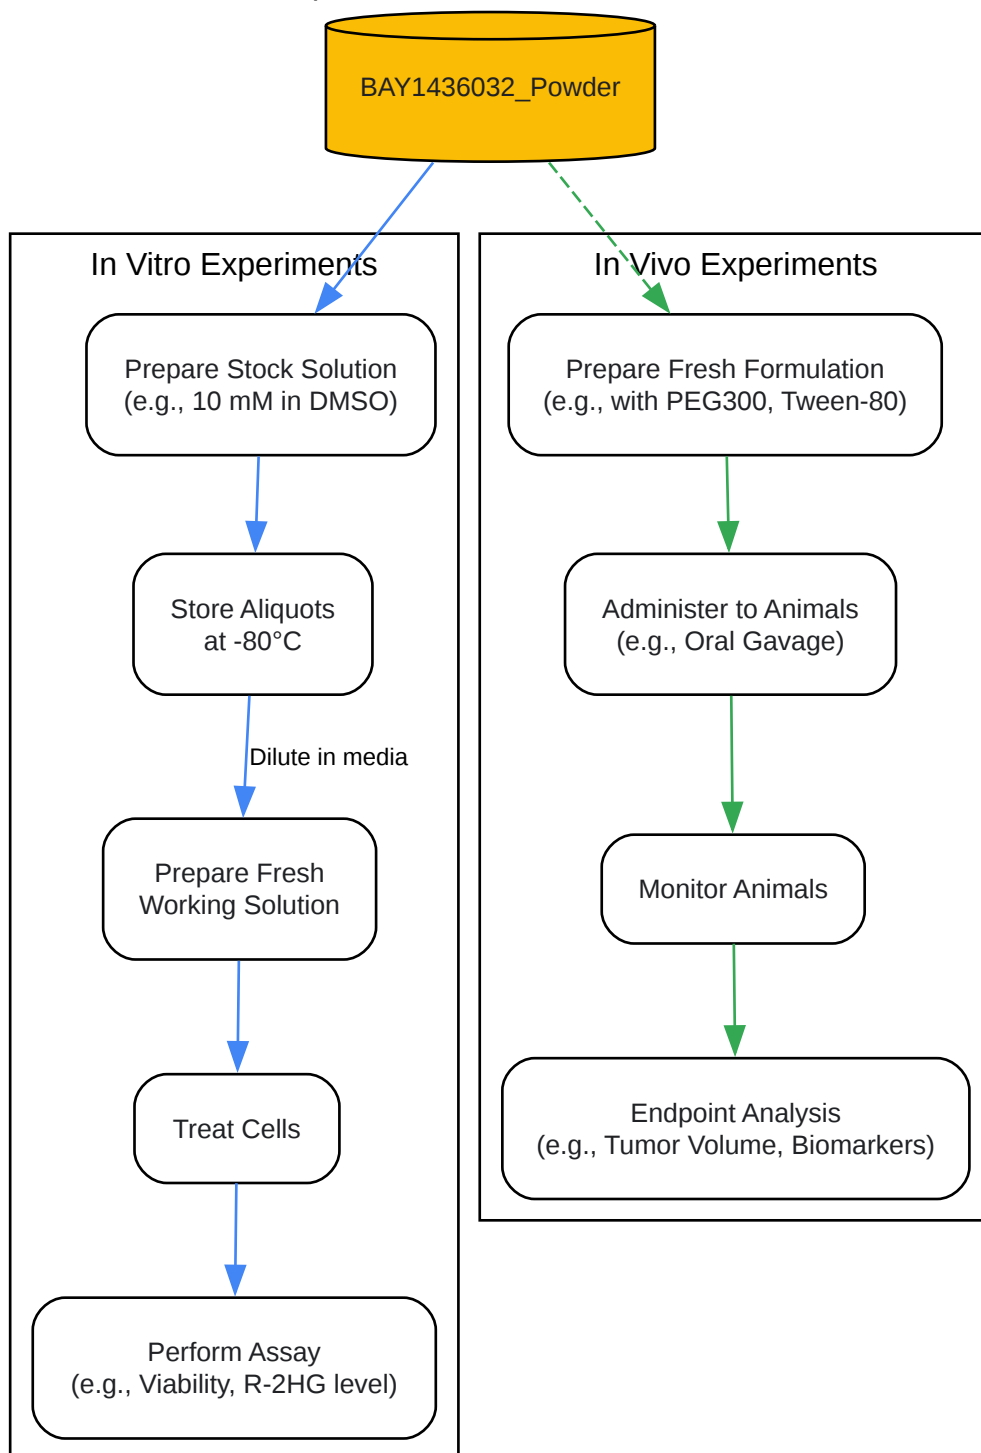 BAY1436032_Powder
In Vitro Experiments
Prepare Stock Solution
(e.g., 10 mM in DMSO)
Store Aliquots
at -80°C
Dilute in media
Prepare Fresh
Working Solution
Treat Cells
Perform Assay
(e.g., Viability, R-2HG level)
In Vivo Experiments
Prepare Fresh Formulation
(e.g., with PEG300, Tween-80)
Administer to Animals
(e.g., Oral Gavage)
Monitor Animals
Endpoint Analysis
(e.g., Tumor Volume, Biomarkers)